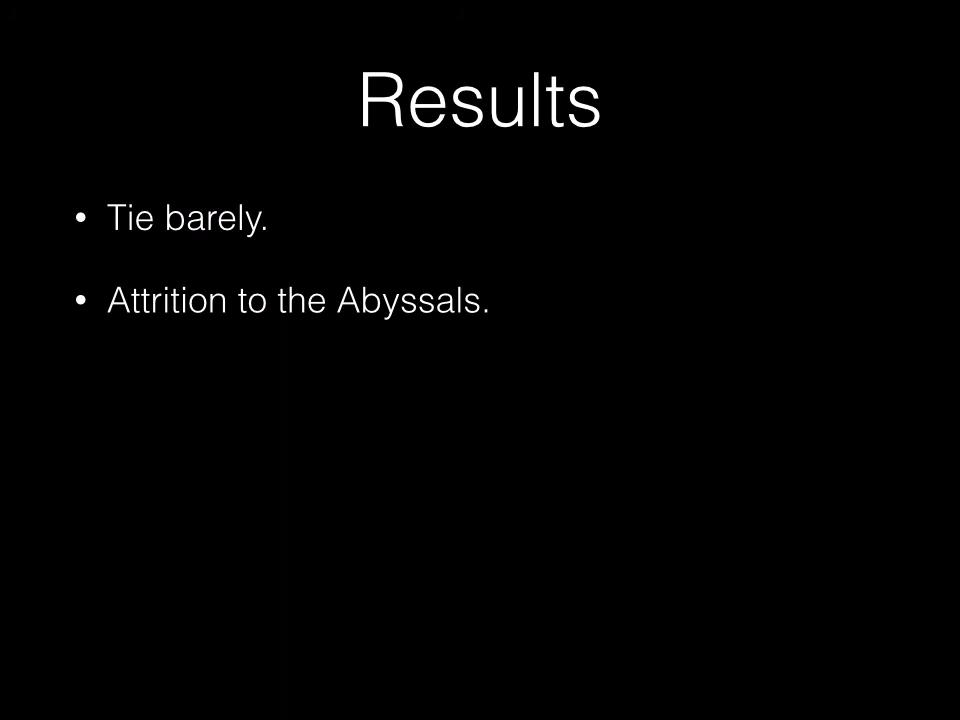 Results
• Tie barely.
• Attrition to the Abyssals.